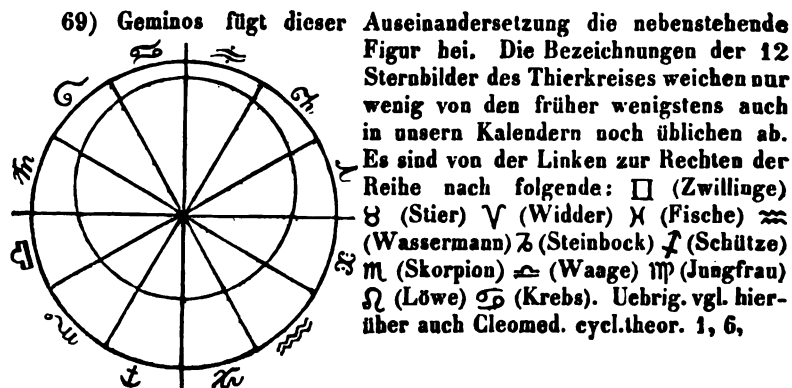 69) Geminos fügt dieser Auseinandersetzung die nebenstehende
Figur bei. Die Bezeichnungen der 12
Sternbilder des Thierkreises weichen nur
wenig von den früher wenigstens auch
in unsern Kalendern noch üblichen ab.
Es sind von der Linken zur Rechten der
Reihe nach folgende: ♊ (Zwillinge)
♉ (Stier) ♈ (Widder) ♓ (Fische) ♒
(Wassermann) ♑ (Steinbock) ♐ (Schütze)
♏ (Skorpion) ♎ (Waage) ♍ (Jungfrau)
♌ (Löwe) ♋ (Krebs). Uebrig. vgl. hier-
über auch Cleomed. cycl.theor. 1, 6,